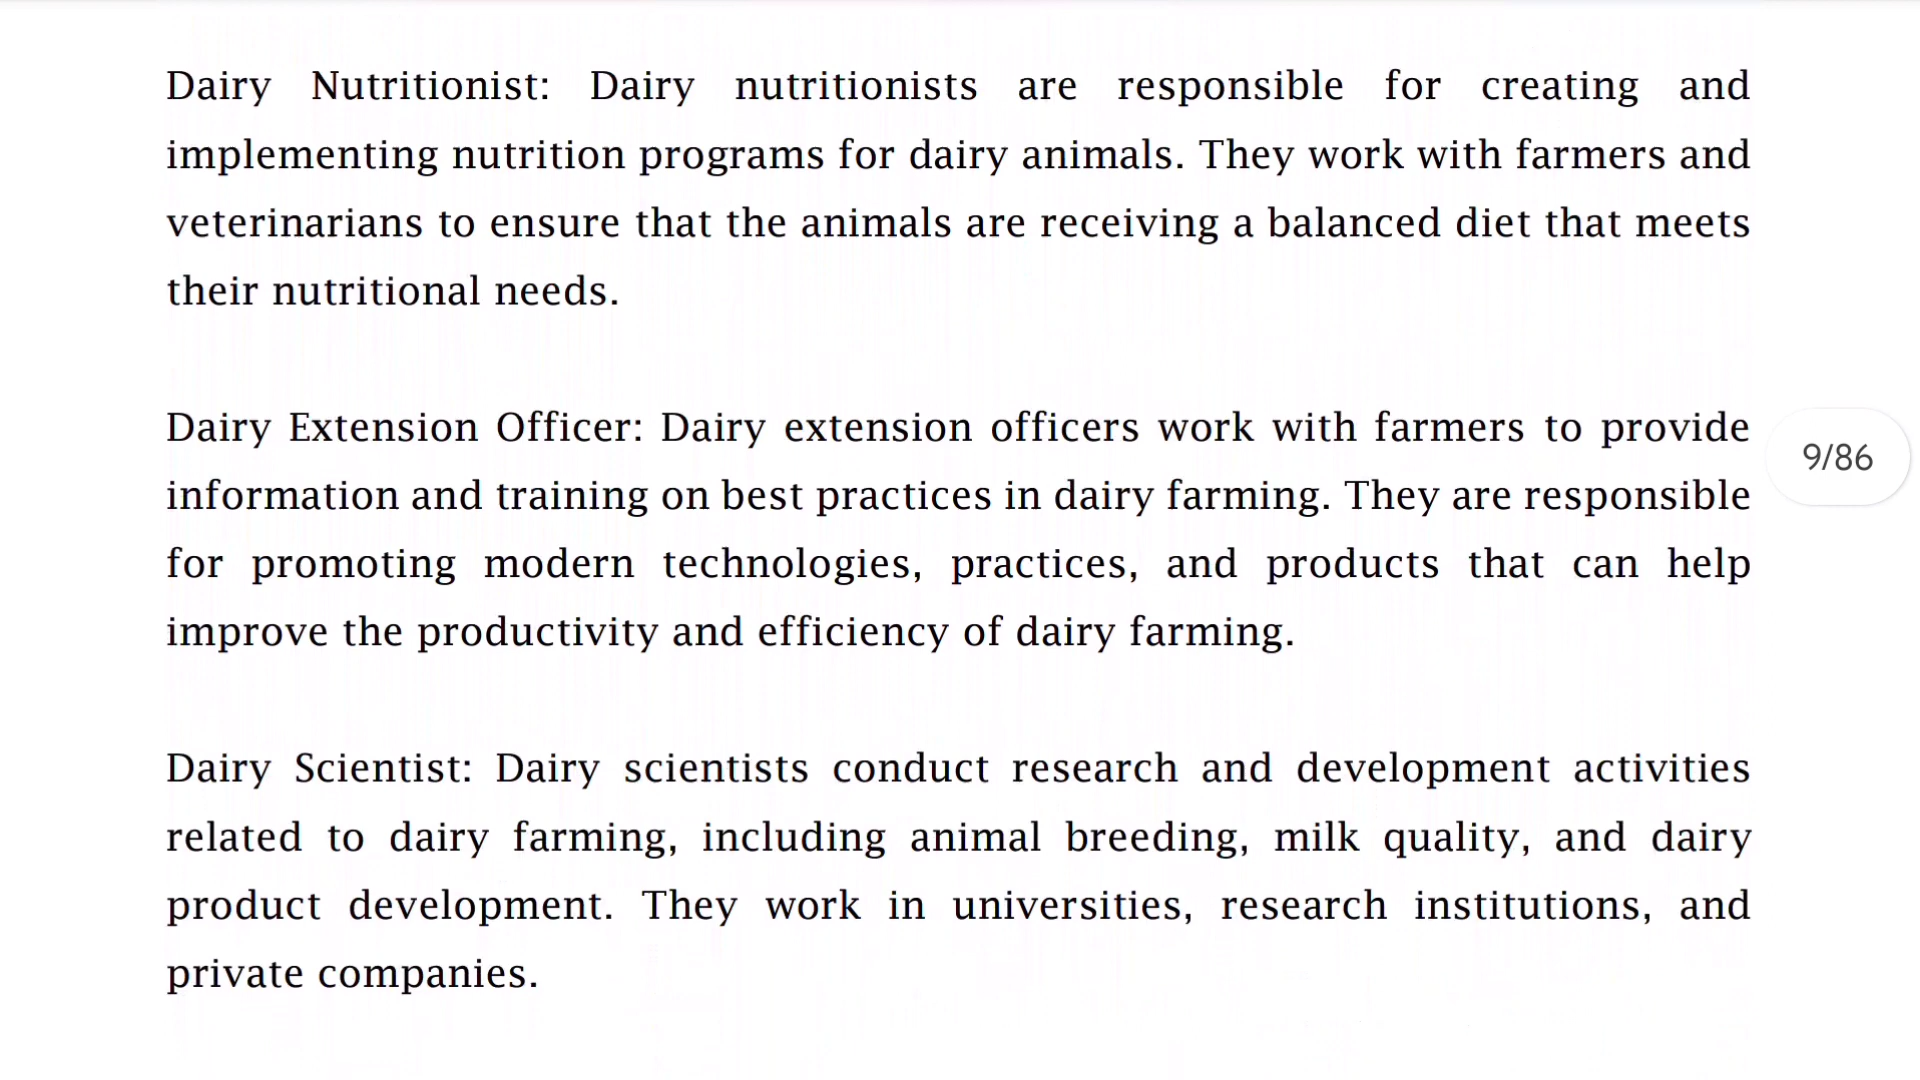 Dairy Nutritionist: Dairy nutritionists are responsible for creating and
implementing nutrition programs for dairy animals. They work with farmers and
veterinarians to ensure that the animals are receiving a balanced diet that meets
their nutritional needs.
Dairy Extension Officer: Dairy extension officers work with farmers to provide
information and training on best practices in dairy farming. They are responsible
for promoting modern technologies, practices, and products that can help
improve the productivity and efficiency of dairy farming.
9/86
Dairy Scientist: Dairy scientists conduct research and development activities
related to dairy farming, including animal breeding, milk quality, and dairy
product development. They work in universities, research institutions, and
private companies.